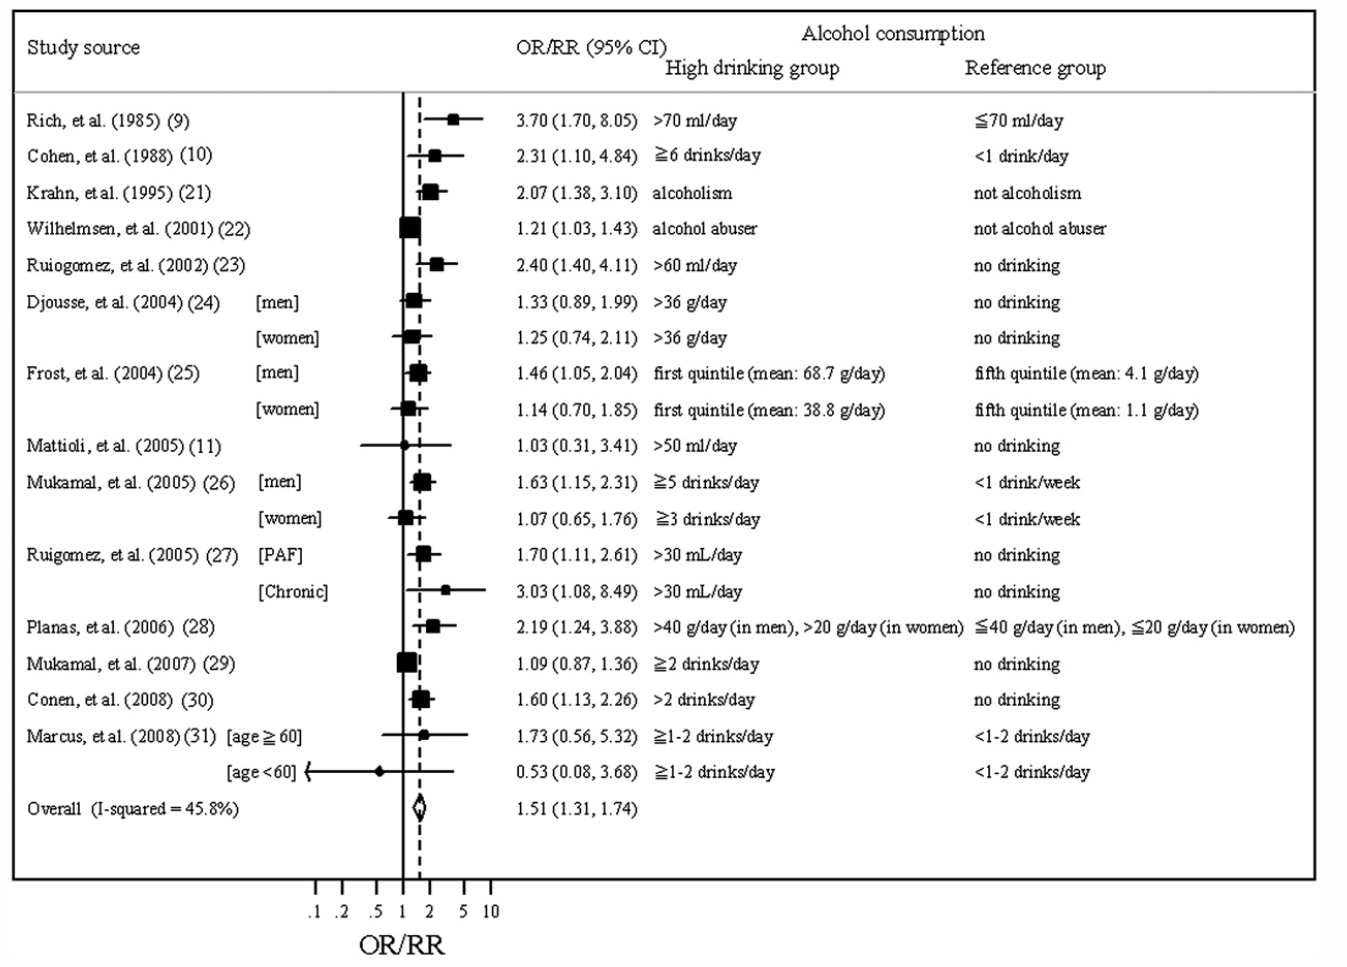 Study source OR/RR (95% CI) Alcohol consumption
High drinking group Reference group
Rich, et al. (1985) (9) 3.70 (1.70, 8.05) >70 ml/day ≦70 ml/day
Cohen, et al. (1988) (10) 2.31 (1.10, 4.84) ≧6 drinks/day <1 drink/day
Krahn, et al. (1995) (21) 2.07 (1.38, 3.10) alcoholism not alcoholism
Wilhelmsen, et al. (2001) (22) 1.21 (1.03, 1.43) alcohol abuser not alcohol abuser
Ruiogomez, et al. (2002) (23) 2.40 (1.40, 4.11) >60 ml/day no drinking
Djousse, et al. (2004) (24) [men] 1.33 (0.89, 1.99) >36 g/day no drinking
[women] 1.25 (0.74, 2.11) >36 g/day no drinking
Frost, et al. (2004) (25) [men] 1.46 (1.05, 2.04) first quintile (mean: 68.7 g/day) fifth quintile (mean: 4.1 g/day)
[women] 1.14 (0.70, 1.85) first quintile (mean: 38.8 g/day) fifth quintile (mean: 1.1 g/day)
Mattioli, et al. (2005) (11) 1.03 (0.31, 3.41) >50 ml/day no drinking
Mukamal, et al. (2005) (26) [men] 1.63 (1.15, 2.31) ≧5 drinks/day <1 drink/week
[women] 1.07 (0.65, 1.76) ≧3 drinks/day <1 drink/week
Ruigomez, et al. (2005) (27) [PAF] 1.70 (1.11, 2.61) >30 mL/day no drinking
[Chronic] 3.03 (1.08, 8.49) >30 mL/day no drinking
Planas, et al. (2006) (28) 2.19 (1.24, 3.88) >40 g/day (in men), >20 g/day (in women) ≦40 g/day (in men), ≦20 g/day (in women)
Mukamal, et al. (2007) (29) 1.09 (0.87, 1.36) ≧2 drinks/day no drinking
Conen, et al. (2008) (30) 1.60 (1.13, 2.26) >2 drinks/day no drinking
Marcus, et al. (2008) (31) [age ≧ 60] 1.73 (0.56, 5.32) ≧1-2 drinks/day <1-2 drinks/day
[age <60] 0.53 (0.08, 3.68) ≧1-2 drinks/day <1-2 drinks/day
Overall (I-squared = 45.8%) 1.51 (1.31, 1.74)
.1 .2 .5 1 2 5 10
OR/RR